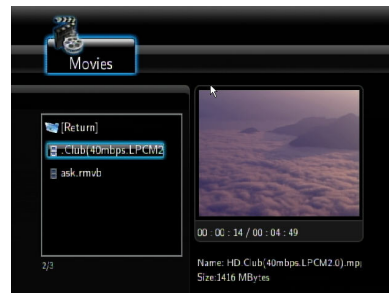 Movies
[Return]
.Club(40mbps.LPCM2
ask.rmvb
00 : 00 : 14 / 00 : 04 : 49
2/3
Name: HD Club(40mbps.LPCM2.0).mp
Size:1416 MBytes